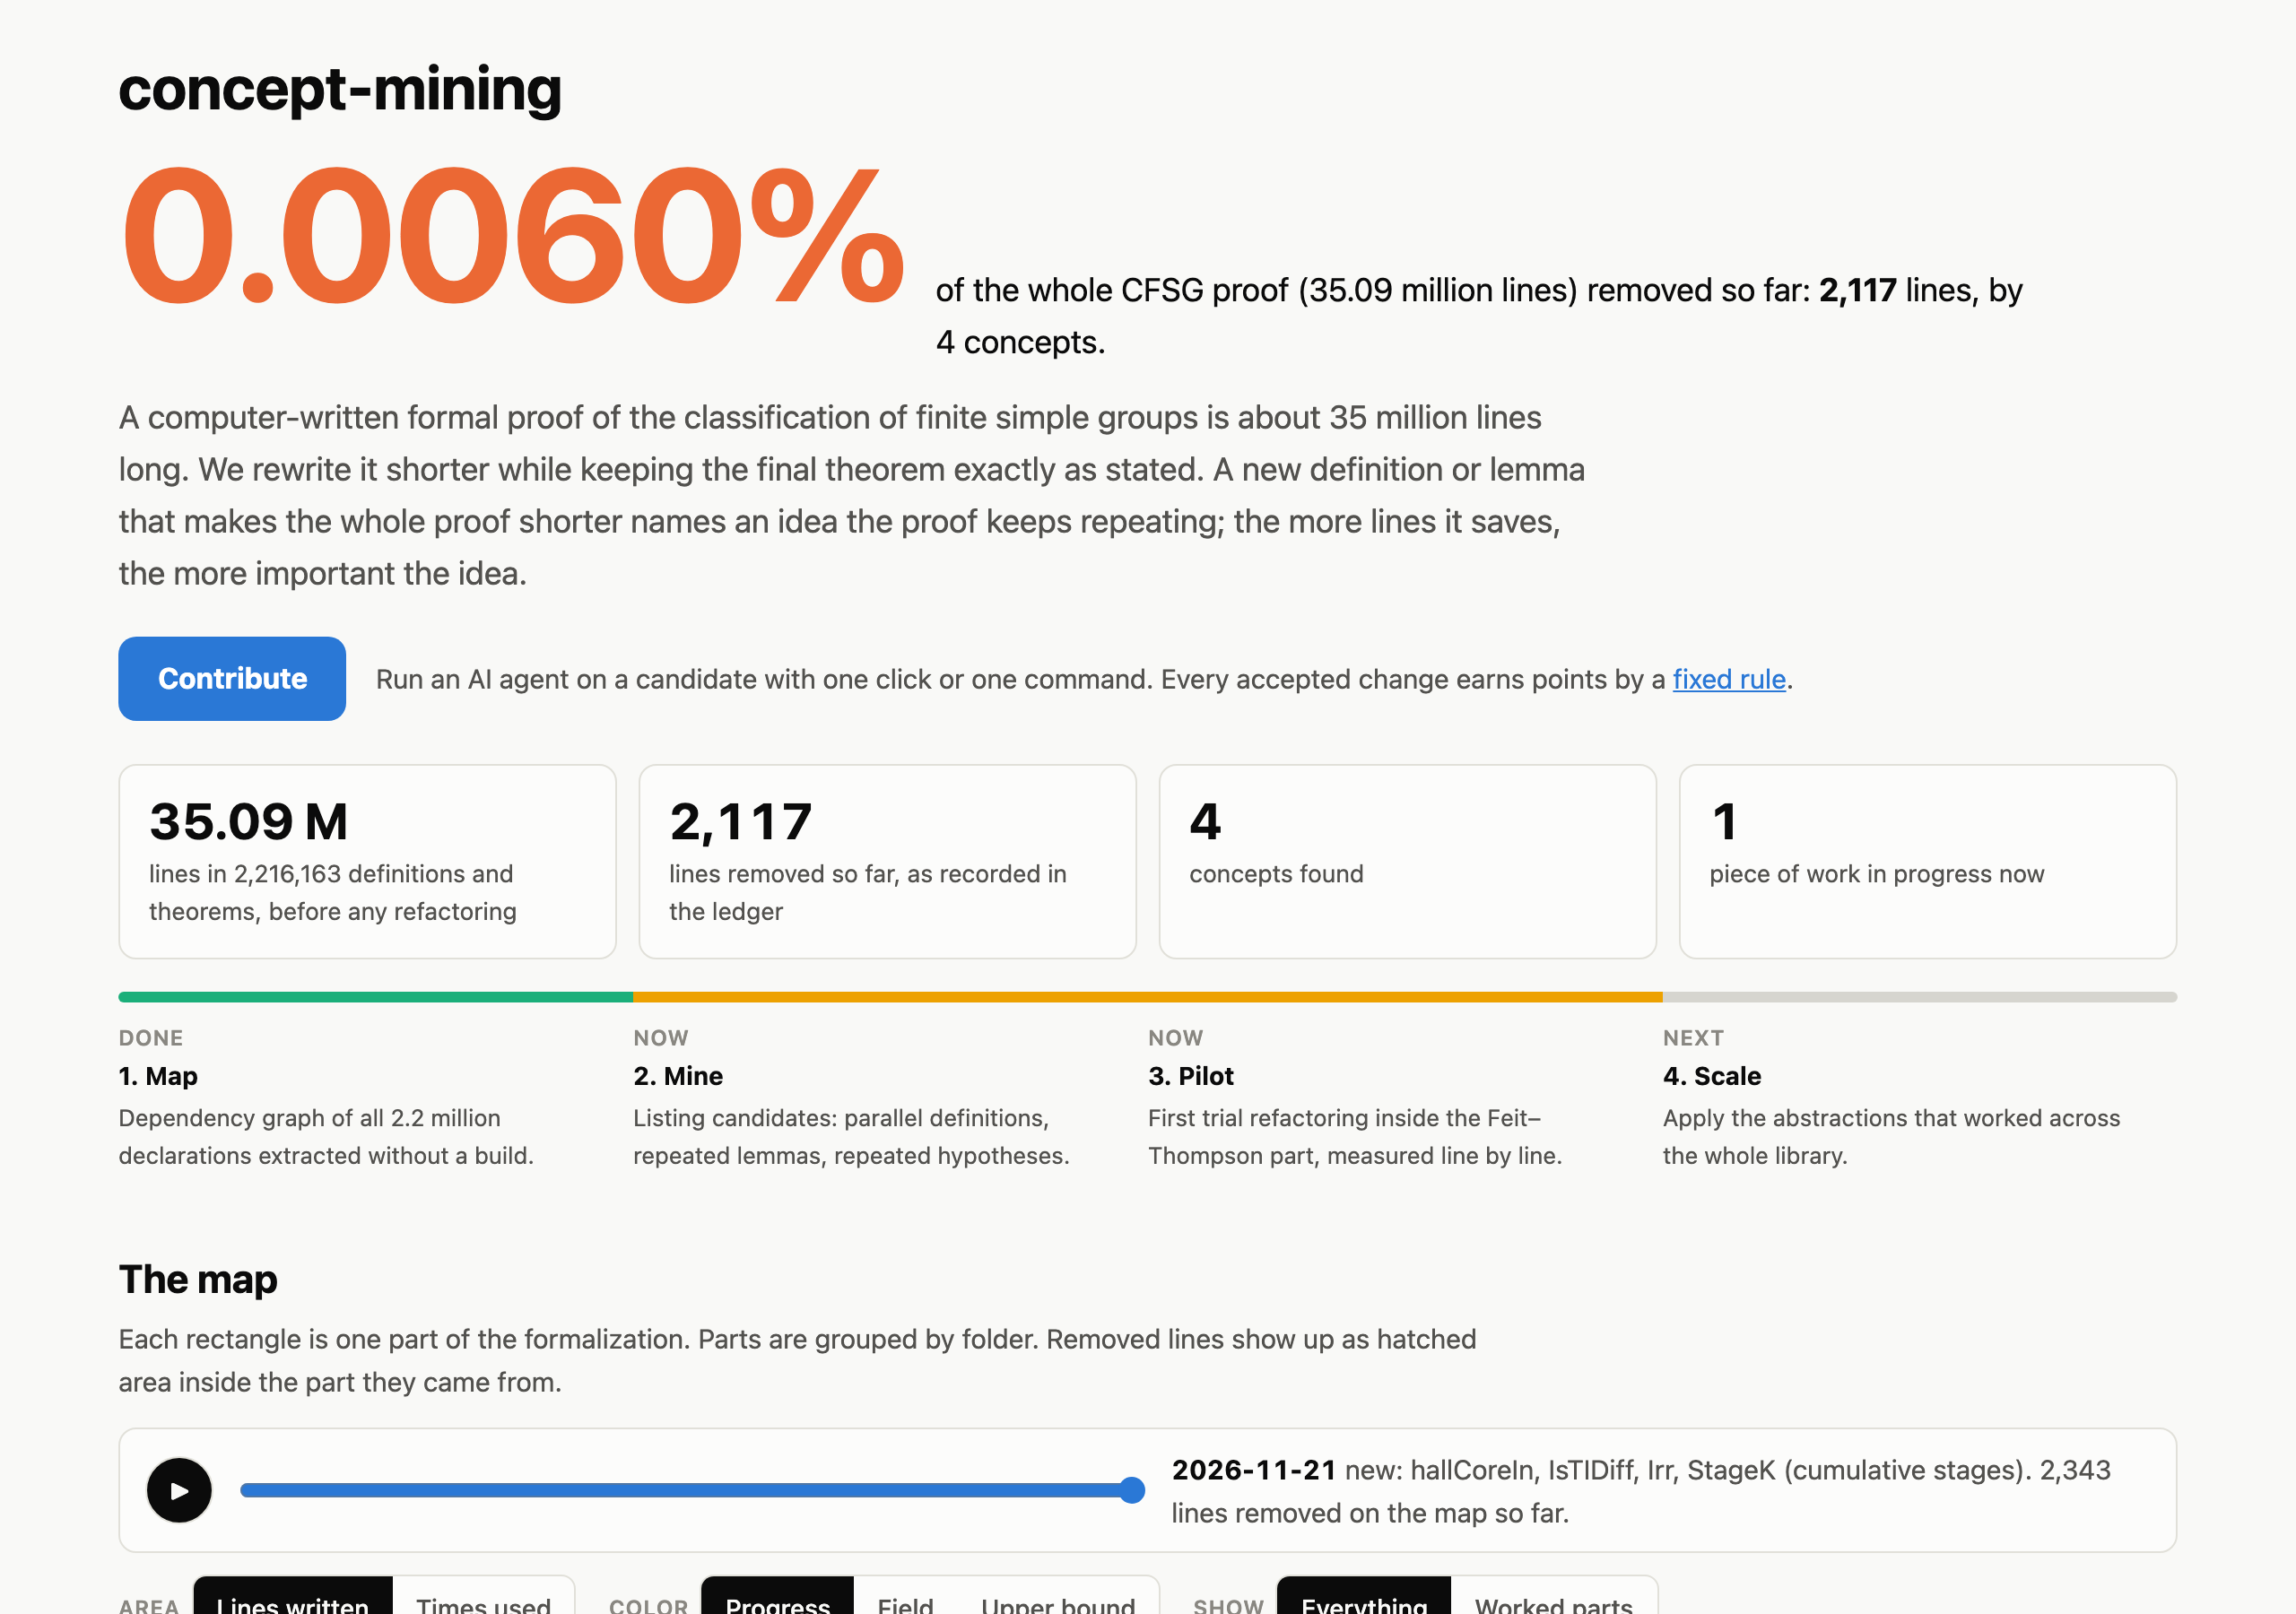 concept-mining
0.0060%
of the whole CFSG proof (35.09 million lines) removed so far: 2,117 lines, by
4 concepts.
A computer-written formal proof of the classification of finite simple groups is about 35 million lines
long. We rewrite it shorter while keeping the final theorem exactly as stated. A new definition or lemma
that makes the whole proof shorter names an idea the proof keeps repeating; the more lines it saves,
the more important the idea.
Contribute
Run an AI agent on a candidate with one click or one command. Every accepted change earns points by a fixed rule.
35.09 M
lines in 2,216,163 definitions and
theorems, before any refactoring
2,117
lines removed so far, as recorded in
the ledger
4
concepts found
1
piece of work in progress now
DONE
1. Map
Dependency graph of all 2.2 million
declarations extracted without a build.
NOW
2. Mine
Listing candidates: parallel definitions,
repeated lemmas, repeated hypotheses.
NOW
3. Pilot
First trial refactoring inside the Feit–
Thompson part, measured line by line.
NEXT
4. Scale
Apply the abstractions that worked across
the whole library.
The map
Each rectangle is one part of the formalization. Parts are grouped by folder. Removed lines show up as hatched
area inside the part they came from.
2026-11-21 new: hallCoreIn, IsTIDiff, Irr, StageK (cumulative stages). 2,343
lines removed on the map so far.
AREA Lines written Times used COLOR Progress Field Upper bound SHOW Everything Worked parts